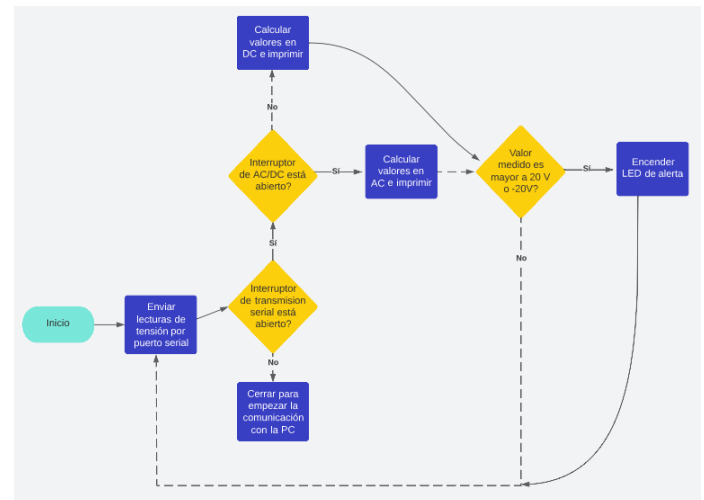 Inicio
Enviar
lecturas de
tensión por
puerto serial
Interruptor
de transmision
serial está
abierto?
No
Cerrar para
empezar la
comunicación
con la PC
Sí
Interruptor
de AC/DC está
abierto?
No
Calcular
valores en
DC e imprimir
Sí
Calcular
valores en
AC e imprimir
Valor
medido es
mayor a 20 V
o -20V?
Sí
Encender
LED de alerta
No